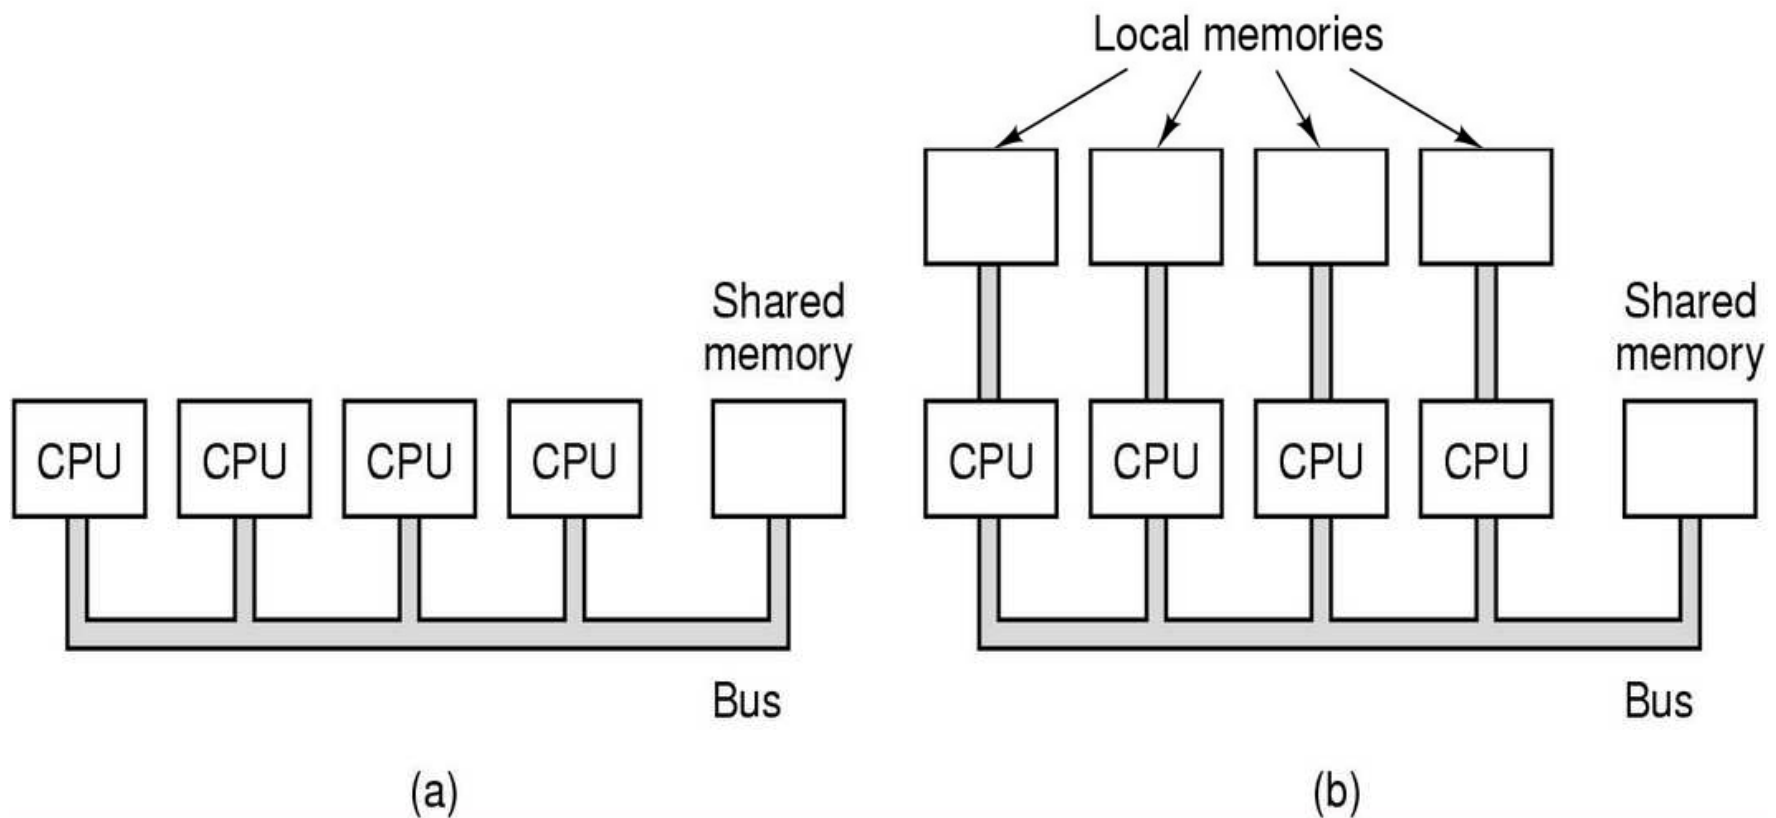 Local memories
Shared
memory
Shared
memory
CPU
CPU
CPU
CPU
CPU
CPU
CPU
CPU
Bus
Bus
(a)
(b)